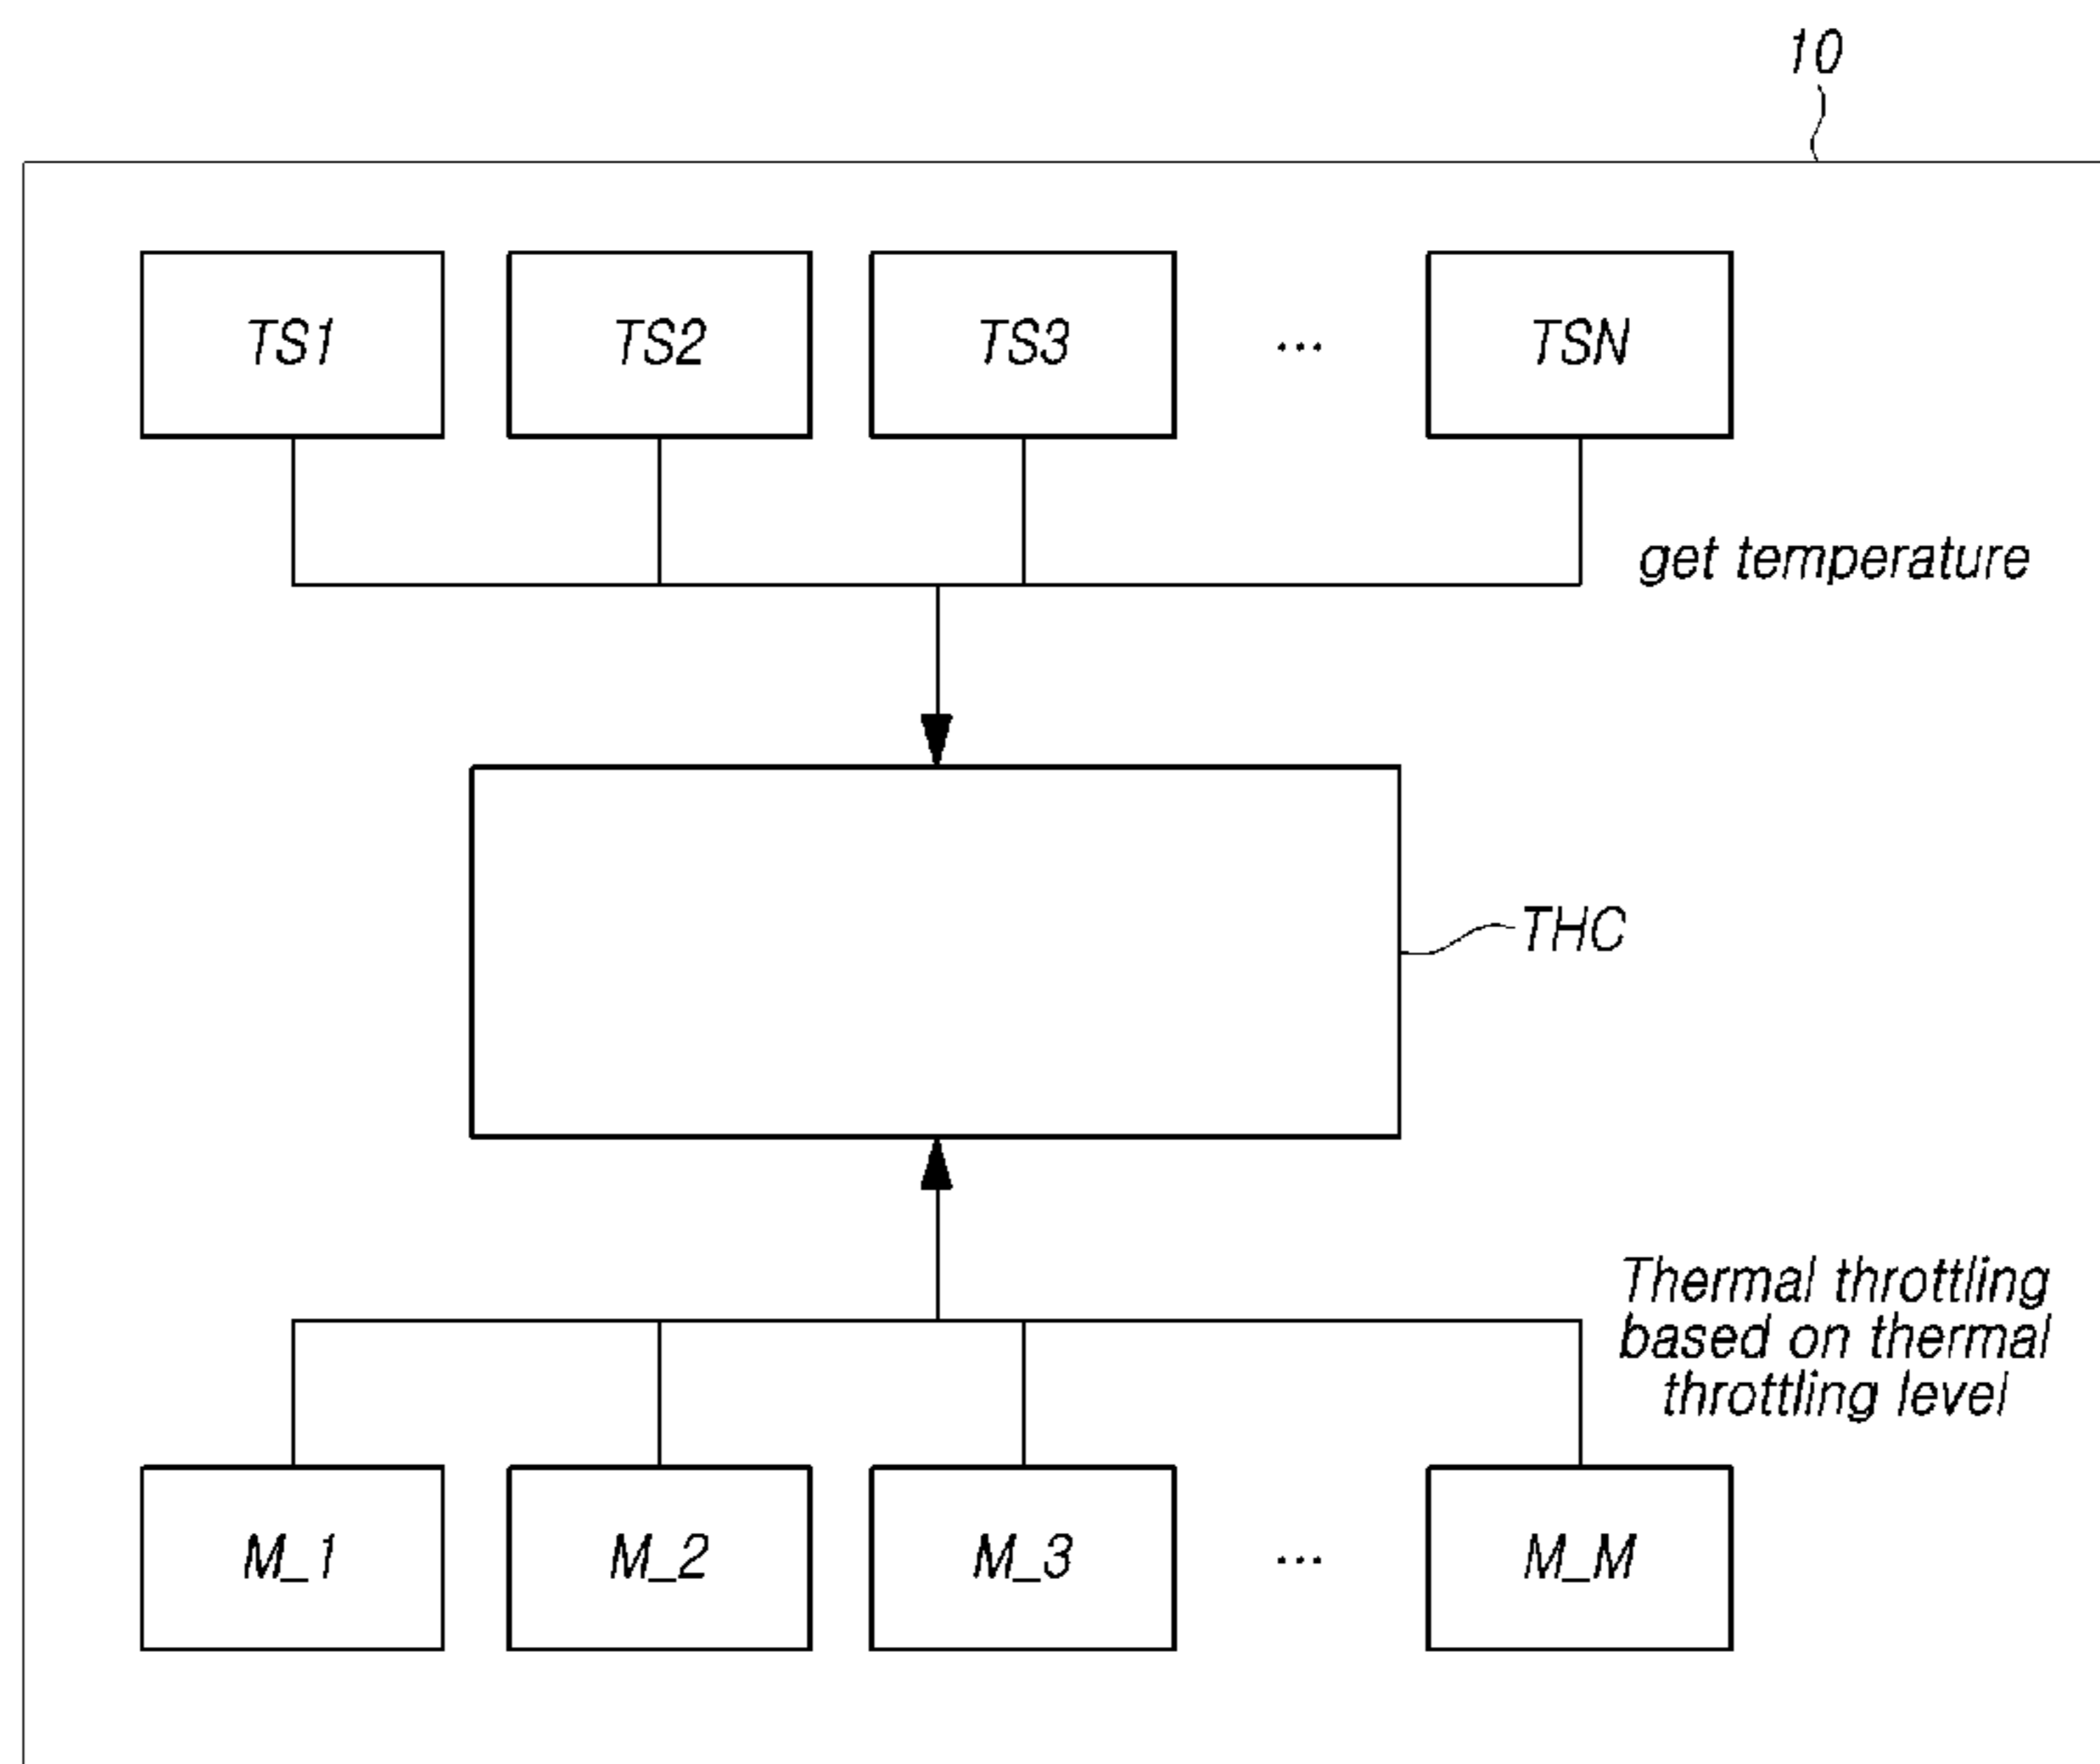 10
TS1 TS2 TS3 ... TSN
get temperature
THC
Thermal throttling
based on thermal
throttling level
M_1 M_2 M_3 ... M_M